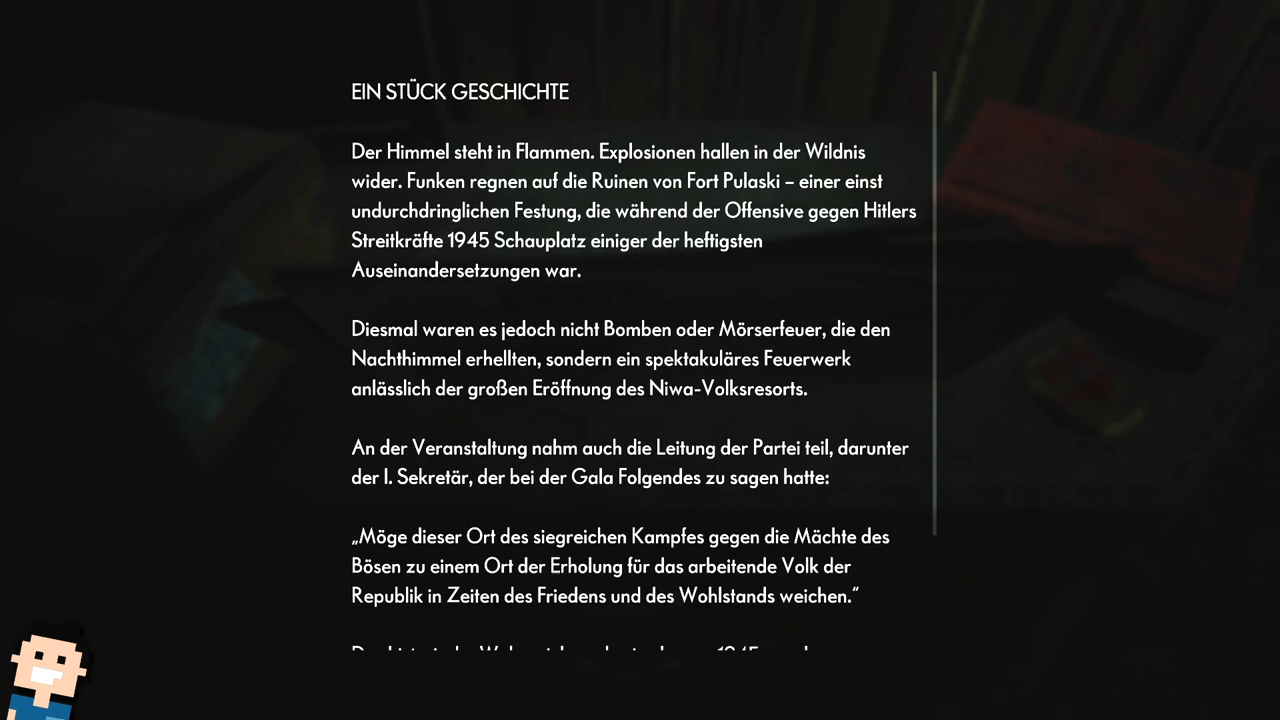 EIN STÜCK GESCHICHTE
Der Himmel steht in Flammen. Explosionen hallen in der Wildnis
wider. Funken regnen auf die Ruinen von Fort Pulaski – einer einst
undurchdringlichen Festung, die während der Offensive gegen Hitlers
Streitkräfte 1945 Schauplatz einiger der heftigsten
Auseinandersetzungen war.
Diesmal waren es jedoch nicht Bomben oder Mörserfeuer, die den
Nachthimmel erhellten, sondern ein spektakuläres Feuerwerk
anlässlich der großen Eröffnung des Niwa-Volksresorts.
An der Veranstaltung nahm auch die Leitung der Partei teil, darunter
der I. Sekretär, der bei der Gala Folgendes zu sagen hatte:
„Möge dieser Ort des siegreichen Kampfes gegen die Mächte des
Bösen zu einem Ort der Erholung für das arbeitende Volk der
Republik in Zeiten des Friedens und des Wohlstands weichen.“